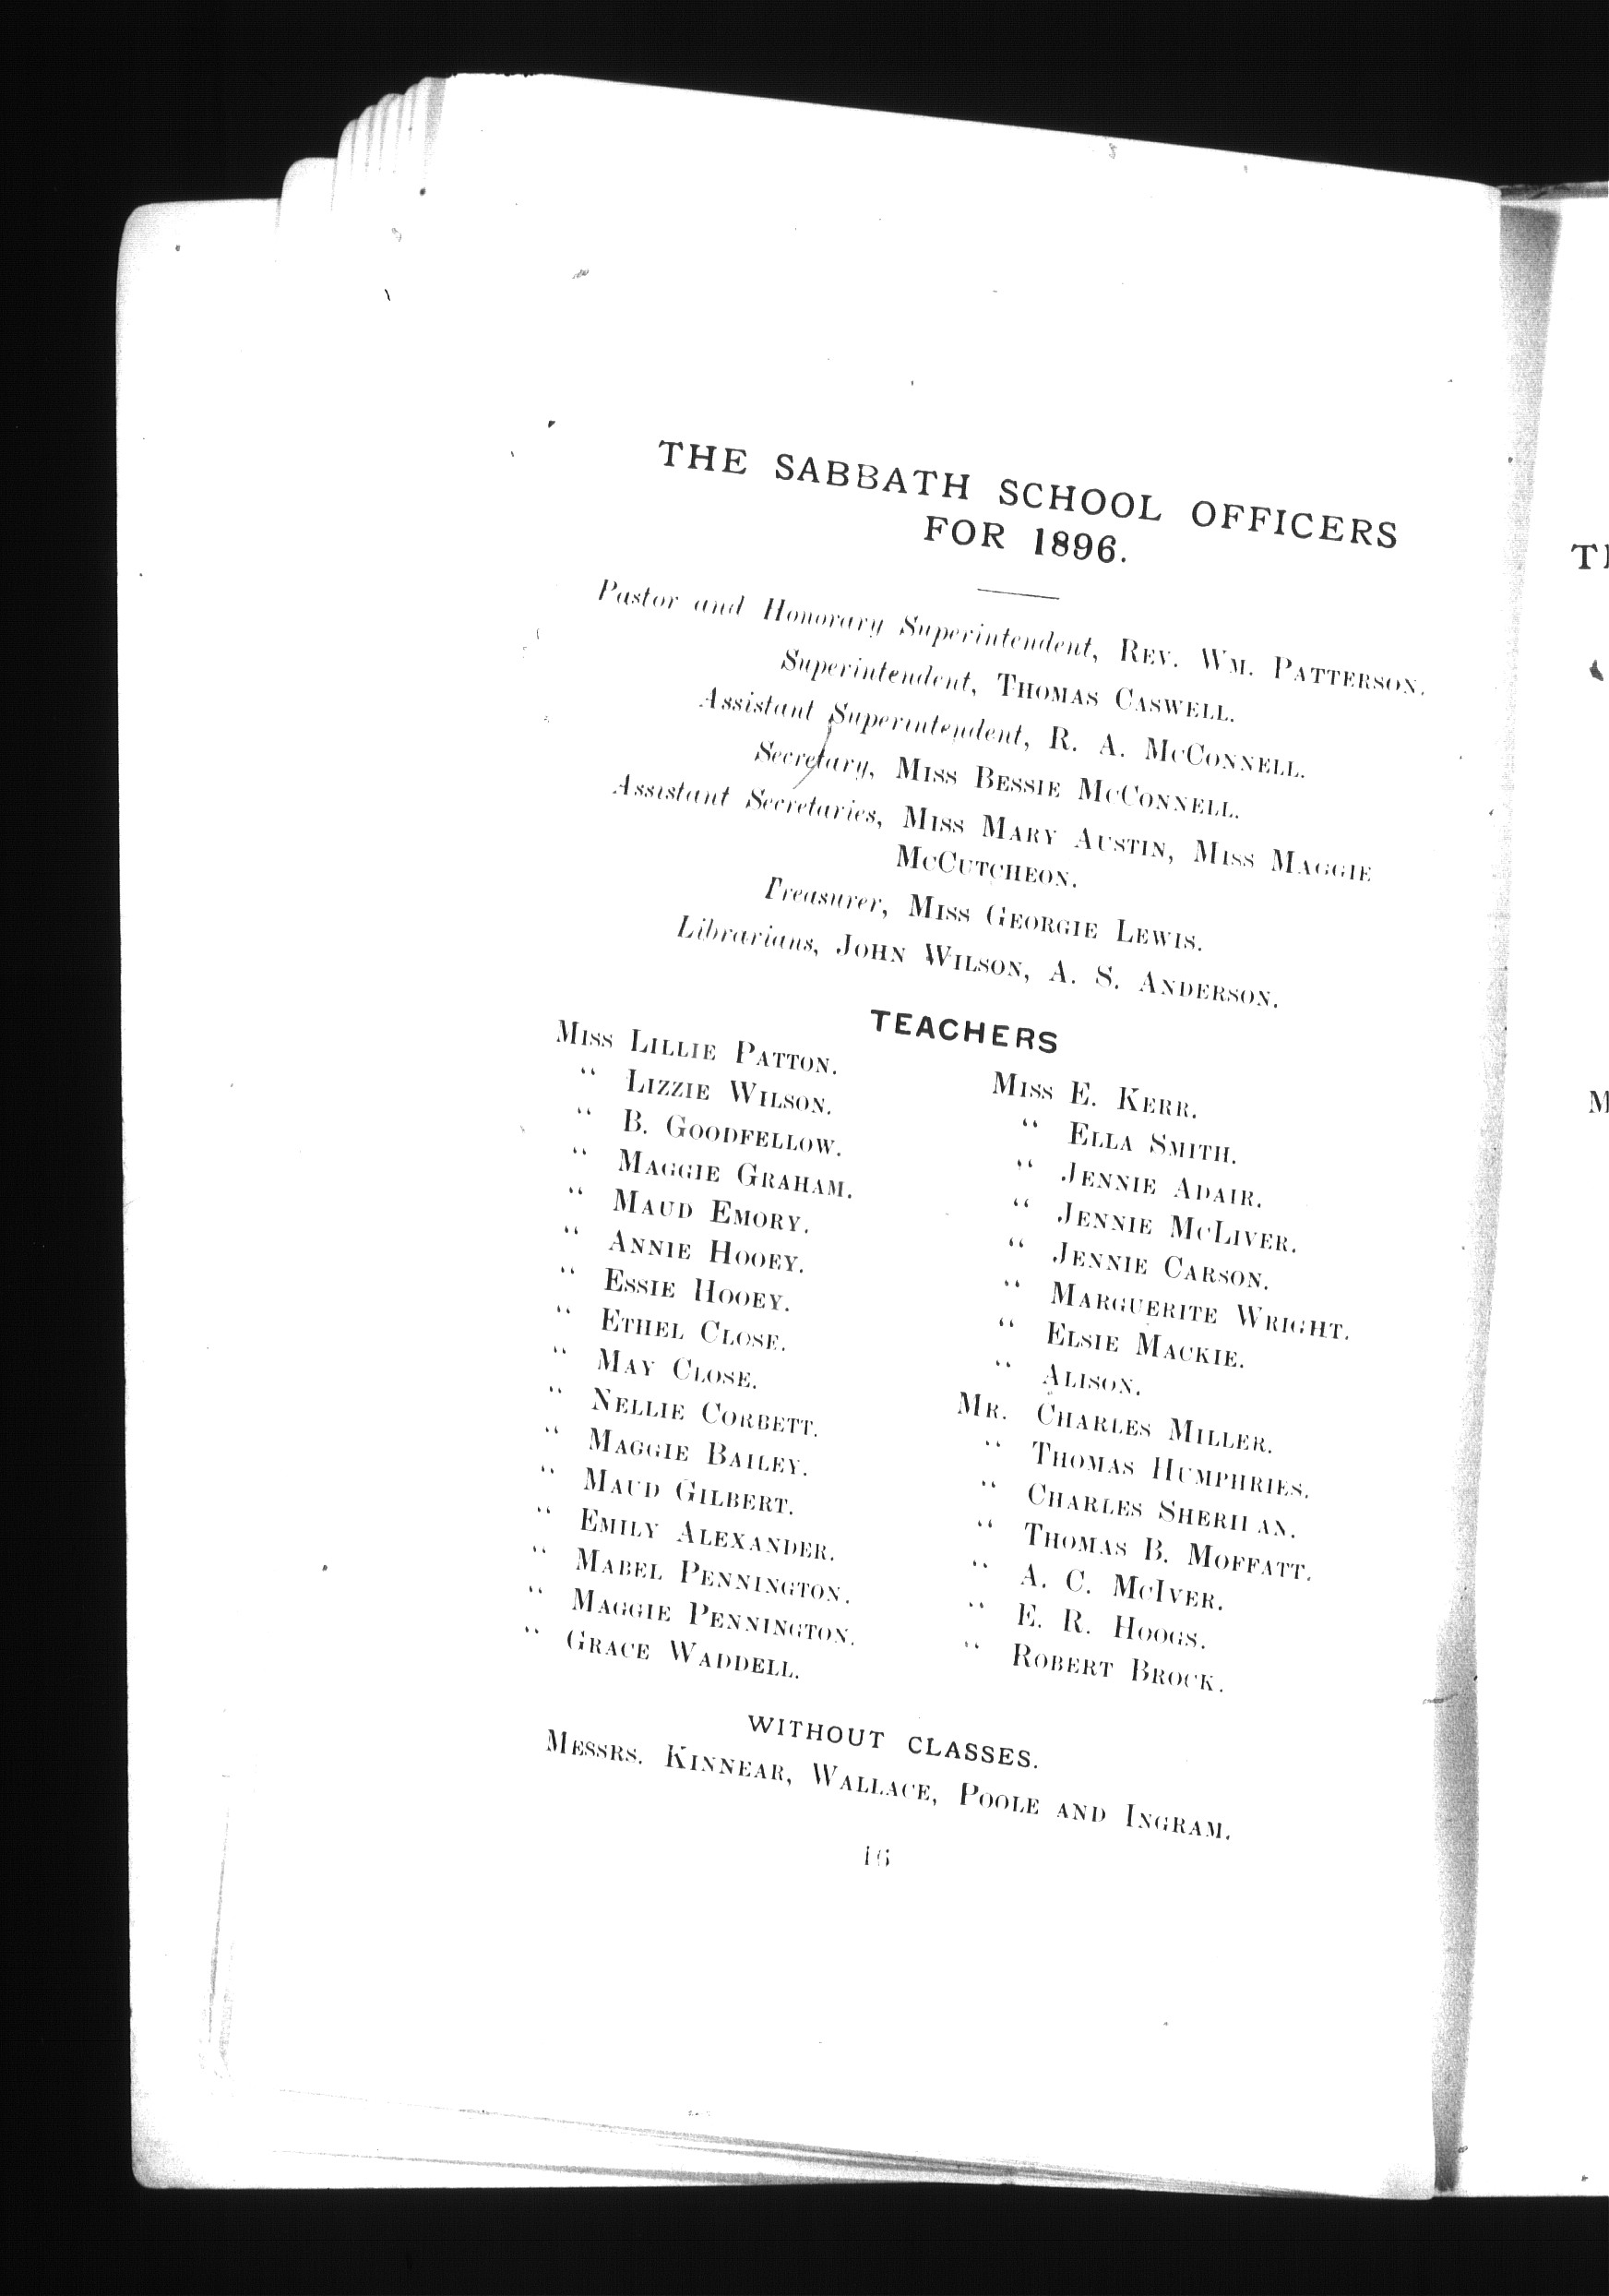 THE SABBATH SCHOOL OFFICERS
FOR 1896.
Pastor and Honorary Superintendent, REV. WM. PATTERSON.
Superintendent, THOMAS CASWELL.
Assistant Superintendent, R. A. MCCONNELL.
Secretary, MISS BESSIE MCCONNELL.
Assistant Secretaries, MISS MARY AUSTIN, MISS MAGGIE
MCCUTCHEON.
Treasurer, MISS GEORGIE LEWIS.
Librarians, JOHN WILSON, A. S. ANDERSON.
TEACHERS
MISS LILLIE PATTON.
“ LIZZIE WILSON.
“ B. GOODFELLOW.
“ MAGGIE GRAHAM.
“ MAUD EMORY.
“ ANNIE HOOEY.
“ ESSIE HOOEY.
“ ETHEL CLOSE.
“ MAY CLOSE.
“ NELLIE CORBETT.
“ MAGGIE BAILEY.
“ MAUD GILBERT.
“ EMILY ALEXANDER.
“ MABEL PENNINGTON.
“ MAGGIE PENNINGTON.
“ GRACE WADDELL.
MISS E. KERR.
“ ELLA SMITH.
“ JENNIE ADAIR.
“ JENNIE MCLIVER.
“ JENNIE CARSON.
“ MARGUERITE WRIGHT.
“ ELSIE MACKIE.
“ ALISON.
MR. CHARLES MILLER.
“ THOMAS HUMPHRIES.
“ CHARLES
“ THOMAS B. MOFFATT.
“ A. C. MCIVER.
“ E. R. HOOGS.
“ ROBERT BROCK.
WITHOUT CLASSES.
MESSRS. KINNEAR, WALLACE, POOLE AND INGRAM.
16